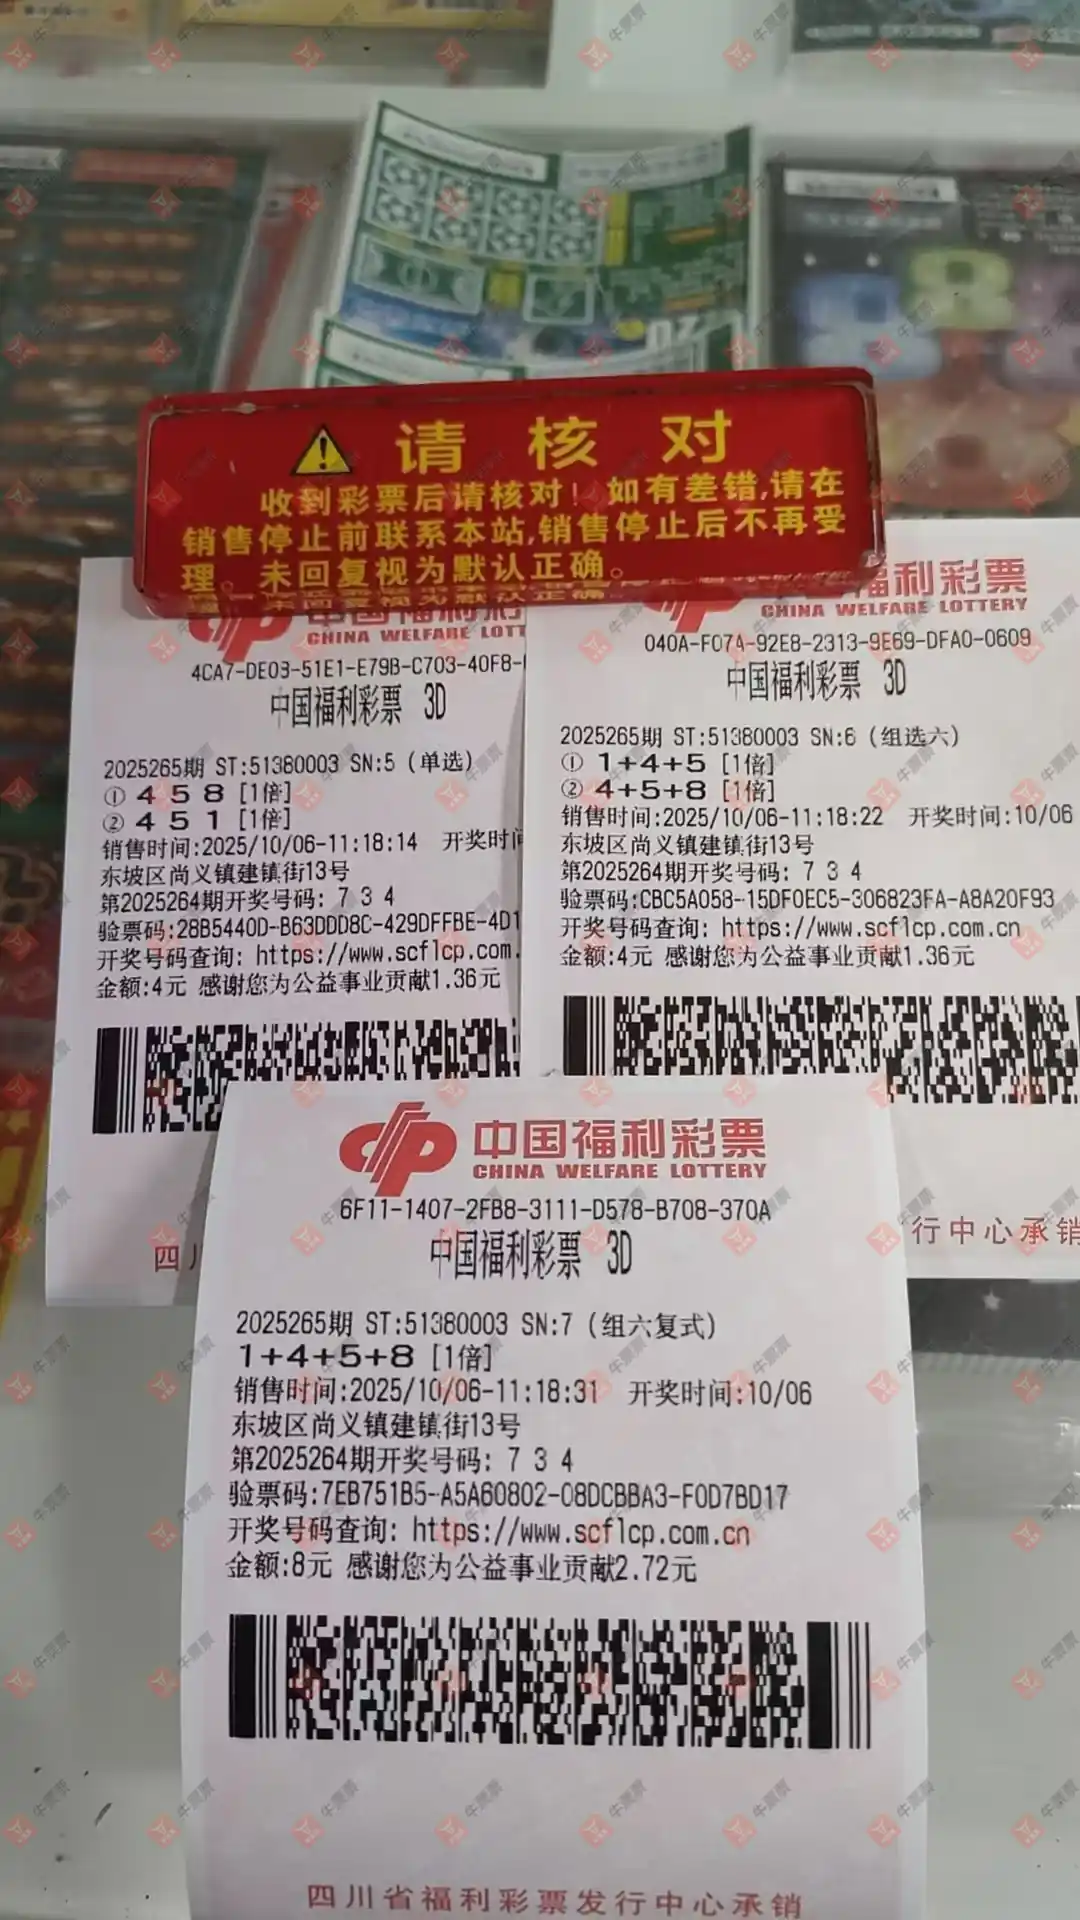 请核对
收到彩票后请核对！如有差错,请在
销售停止前联系本站,销售停止后不再受
理。未回复视为默认正确。
CHINA WELFARE LOTT
4CA7-DE03-51E1-E79B-C703-40F8-
中国福利彩票 3D
2025265期 ST:51380003 SN:5 (单选)
① 4 5 8 [1倍]
② 4 5 1 [1倍]
销售时间:2025/10/06-11:18:14 开奖时间
东坡区尚义镇建镇街13号
第2025264期开奖号码: 7 3 4
验票码:28B5440D-B63DDD8C-429DFFBE-4D1
开奖号码查询: https://www.scflcp.com.
金额:4元 感谢您为公益事业贡献1.36元
四川
福利彩票
CHINA WELFARE LOTTERY
040A-F07A-92E8-2313-9E69-DFA0-0609
中国福利彩票 3D
2025265期 ST:51380003 SN:6 (组选六)
① 1+4+5 [1倍]
② 4+5+8 [1倍]
销售时间:2025/10/06-11:18:22 开奖时间:10/06
东坡区尚义镇建镇街13号
第2025264期开奖号码: 7 3 4
验票码:CBC5A058-15DF0EC5-306823FA-A8A20F93
开奖号码查询: https://www.scflcp.com.cn
金额:4元 感谢您为公益事业贡献1.36元
行中心承销
中国福利彩票
CHINA WELFARE LOTTERY
6F11-1407-2FB8-3111-D578-B708-370A
中国福利彩票 3D
2025265期 ST:51380003 SN:7 (组六复式)
1+4+5+8 [1倍]
销售时间:2025/10/06-11:18:31 开奖时间:10/06
东坡区尚义镇建镇街13号
第2025264期开奖号码: 7 3 4
验票码:7EB751B5-A5A60802-08DCBBA3-F0D7BD17
开奖号码查询: https://www.scflcp.com.cn
金额:8元 感谢您为公益事业贡献2.72元
四川省福利彩票发行中心承销